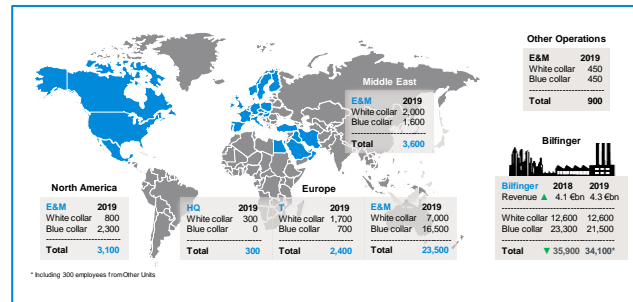 Other Operations
E&M 2019
White collar 450
Blue collar 450
Total 900
Middle East
E&M 2019
White collar 2,000
Blue collar 1,600
Total 3,600
Bilfinger
Bilfinger 2018 2019
Revenue ▲ 4.1 €bn 4.3 €bn
White collar 12,600 12,600
Blue collar 23,300 21,500
Total ▼ 35,900 34,100*
North America
E&M 2019
White collar 800
Blue collar 2,300
Total 3,100
Europe
HQ 2019
White collar 300
Blue collar 0
Total 300
T 2019
White collar 1,700
Blue collar 700
Total 2,400
E&M 2019
White collar 7,000
Blue collar 16,500
Total 23,500
* Including 300 employees from Other Units